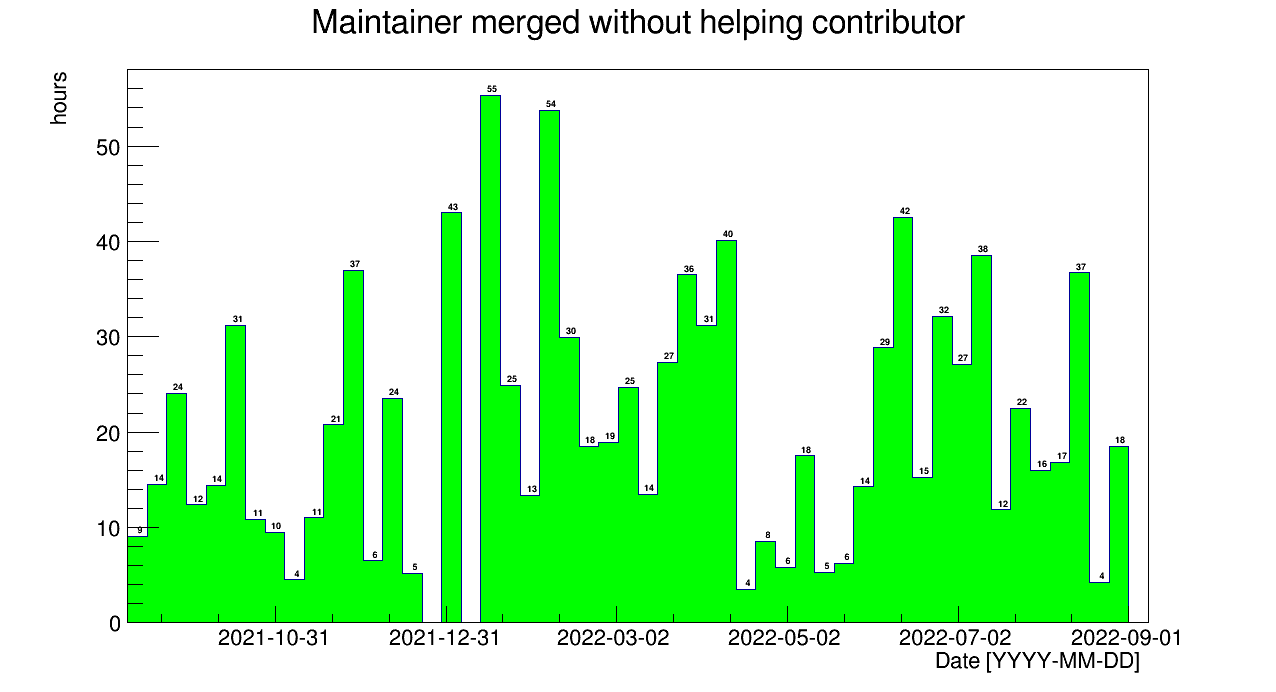 Maintainer merged without helping contributor
hours
50
40
30
20
10
0
9 14 24 12 14 31 11 10 4 11 21 37 6 24 5 43 55 25 13 54 30 18 19 25 14 27 36 31 40 4 8 6 18 5 6 14 29 42 15 32 27 38 12 22 16 17 37 4 18
2021-10-31 2021-12-31 2022-03-02 2022-05-02 2022-07-02 2022-09-01
Date [YYYY-MM-DD]